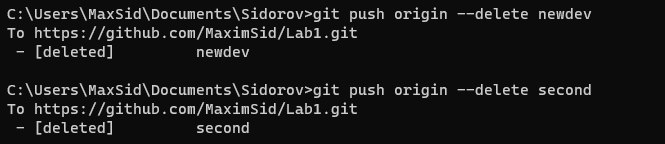 C:\Users\MaxSid\Documents\Sidorov>git push origin --delete newdev
To https://github.com/MaximSid/Lab1.git
 - [deleted]         newdev
C:\Users\MaxSid\Documents\Sidorov>git push origin --delete second
To https://github.com/MaximSid/Lab1.git
 - [deleted]         second